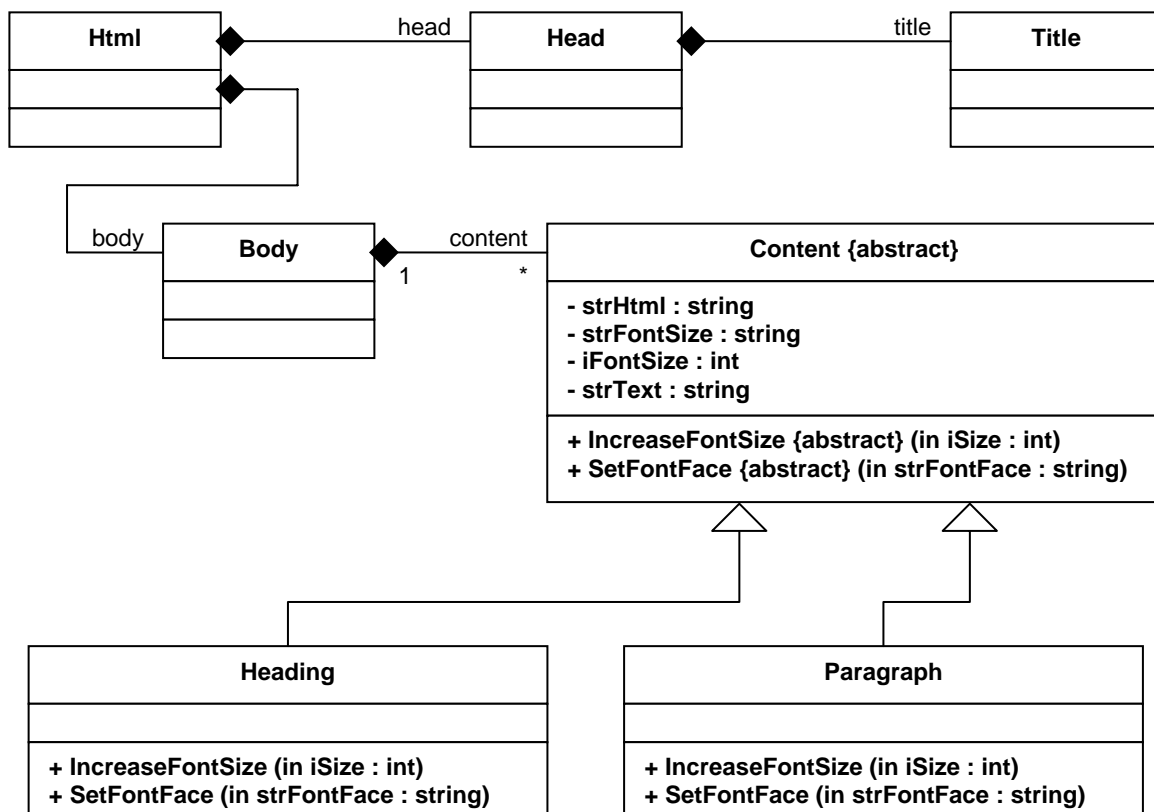 Html
head
Head
title
Title
body
Body
content
1
*
Content {abstract}
- strHtml : string
- strFontSize : string
- iFontSize : int
- strText : string
+ IncreaseFontSize {abstract} (in iSize : int)
+ SetFontFace {abstract} (in strFontFace : string)
Heading
+ IncreaseFontSize (in iSize : int)
+ SetFontFace (in strFontFace : string)
Paragraph
+ IncreaseFontSize (in iSize : int)
+ SetFontFace (in strFontFace : string)